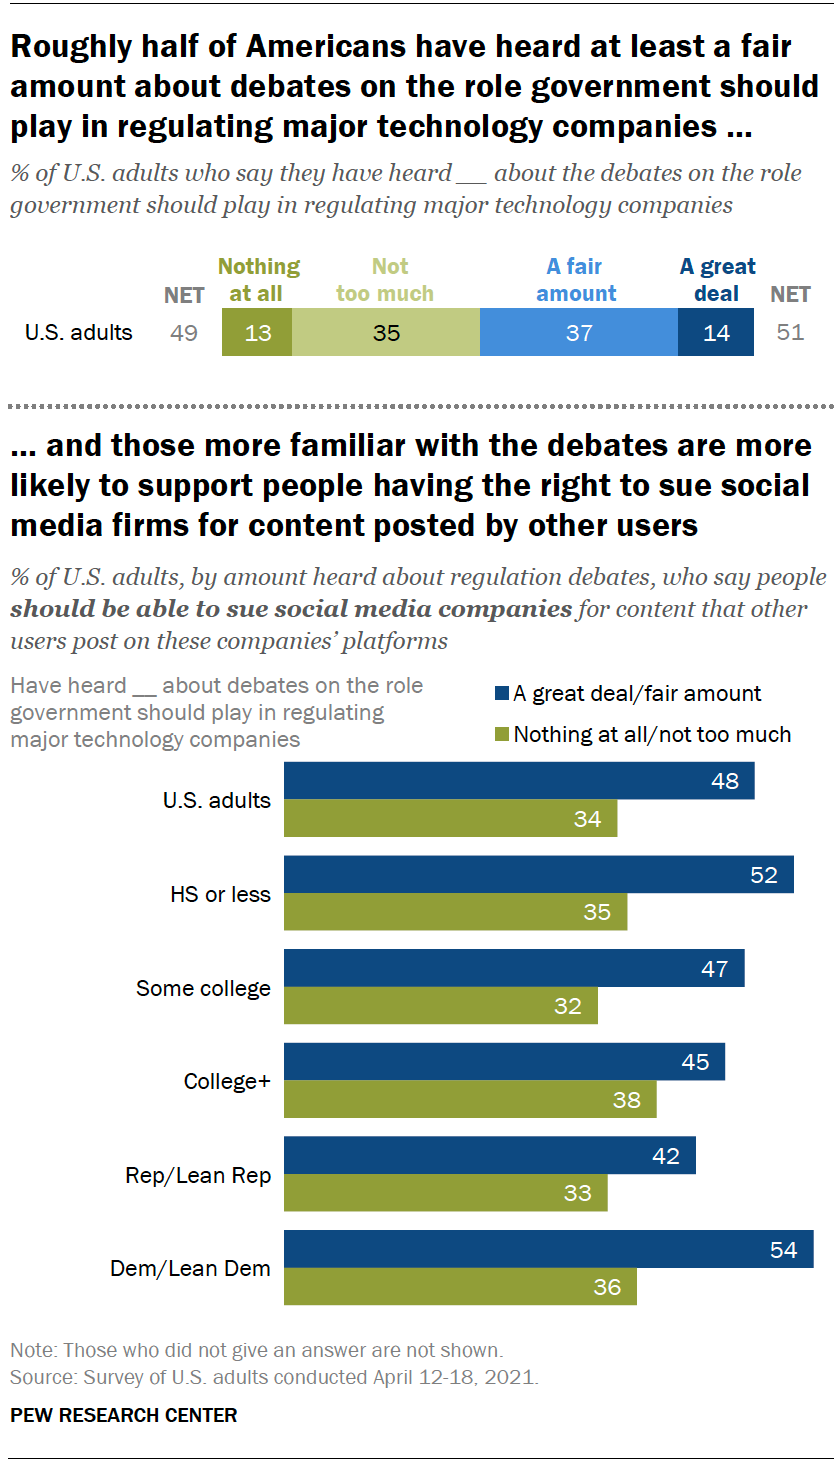 Roughly half of Americans have heard at least a fair
amount about debates on the role government should
play in regulating major technology companies ...
% of U.S. adults who say they have heard __ about the debates on the role
government should play in regulating major technology companies
Nothing at all
Not too much
A fair amount
A great deal
NET
NET
U.S. adults 49 13 35 37 14 51
... and those more familiar with the debates are more
likely to support people having the right to sue social
media firms for content posted by other users
% of U.S. adults, by amount heard about regulation debates, who say people
should be able to sue social media companies for content that other
users post on these companies’ platforms
Have heard __ about debates on the role
government should play in regulating
major technology companies
A great deal/fair amount
Nothing at all/not too much
U.S. adults
48
34
HS or less
52
35
Some college
47
32
College+
45
38
Rep/Lean Rep
42
33
Dem/Lean Dem
54
36
Note: Those who did not give an answer are not shown.
Source: Survey of U.S. adults conducted April 12-18, 2021.
PEW RESEARCH CENTER